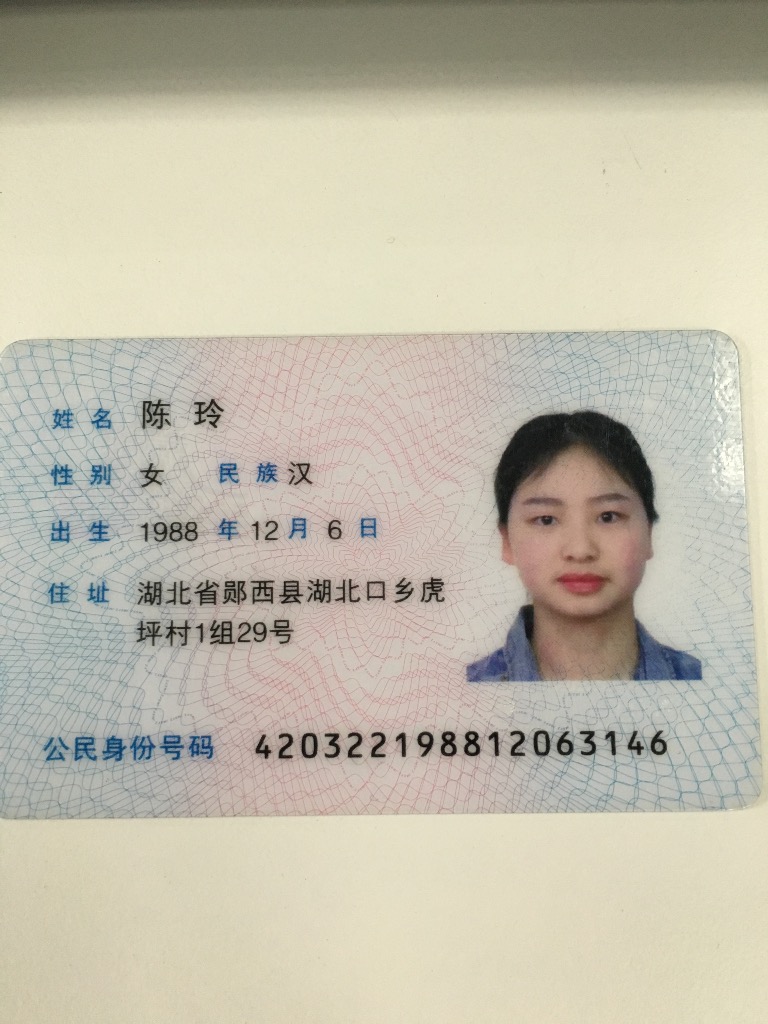 姓名 陈玲
性别 女 民族 汉
出生 1988 年 12 月 6 日
住址 湖北省郧西县湖北口乡虎
坪村1组29号
公民身份号码 420322198812063146